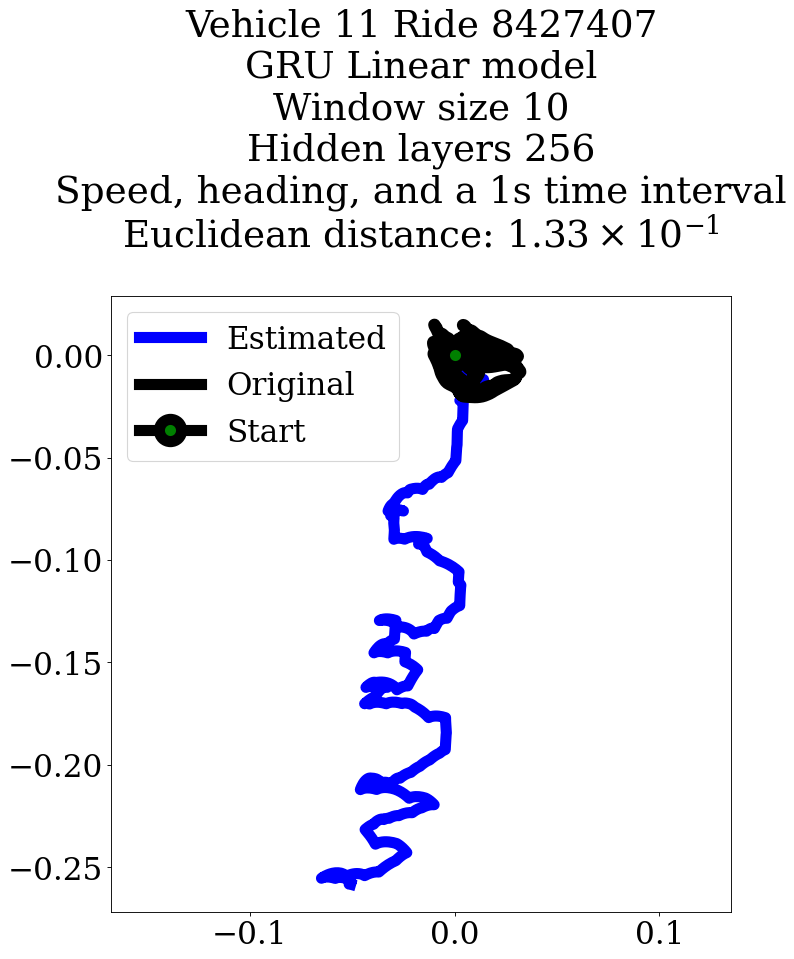 Vehicle 11 Ride 8427407
GRU Linear model
Window size 10
Hidden layers 256
Speed, heading, and a 1s time interval
Euclidean distance: 1.33 × 10⁻¹
Estimated
Original
Start
0.00
−0.05
−0.10
−0.15
−0.20
−0.25
−0.1 0.0 0.1